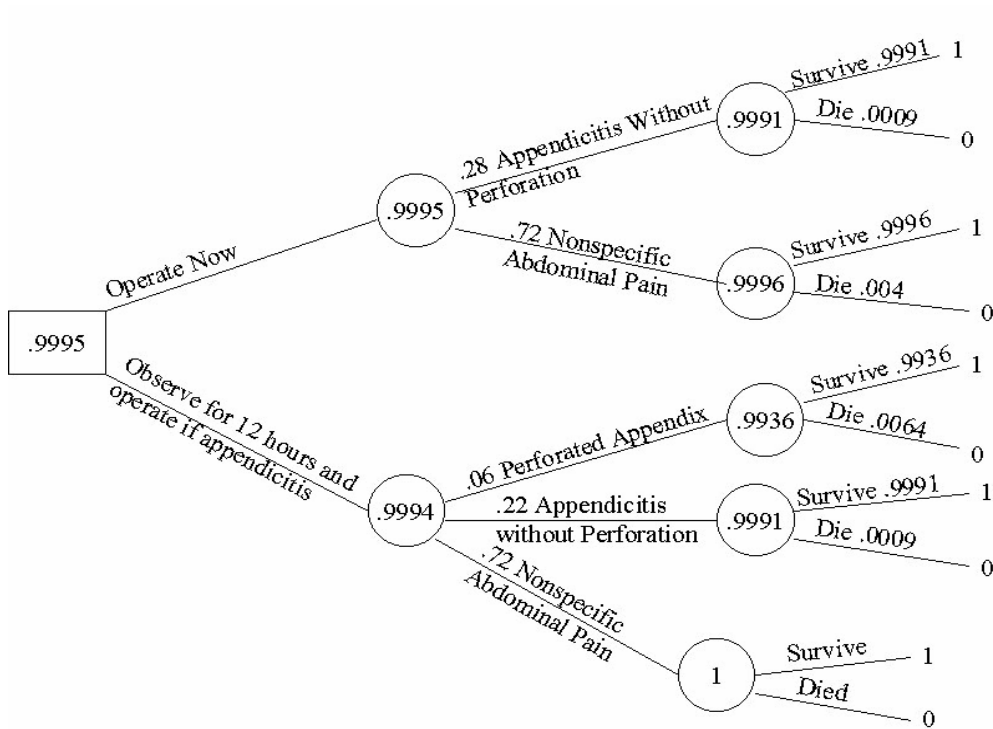 Survive .9991 1
Die .0009 0
.9991
.28 Appendicitis Without
Perforation
.9995
.72 Nonspecific
Abdominal Pain
.9996
Survive .9996 1
Die .004 0
Operate Now
.9995
Observe for 12 hours and
operate if appendicitis
.9994
.06 Perforated Appendix
.9936
Survive .9936 1
Die .0064 0
.22 Appendicitis
without Perforation
.9991
Survive .9991 1
Die .0009 0
.72 Nonspecific
Abdominal Pain
1
Survive 1
Died 0